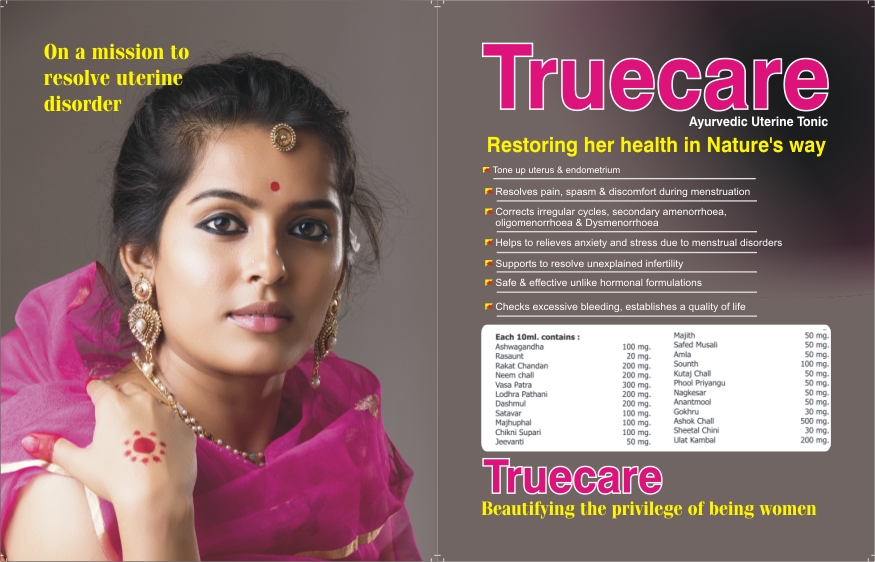 On a mission to
resolve uterine
disorder
Truecare
Ayurvedic Uterine Tonic
Restoring her health in Nature's way
Tone up uterus & endometrium
Resolves pain, spasm & discomfort during menstruation
Corrects irregular cycles, secondary amenorrhoea,
oligomenorrhoea & Dysmenorrhoea
Helps to relieves anxiety and stress due to menstrual disorders
Supports to resolve unexplained infertility
Safe & effective unlike hormonal formulations
Checks excessive bleeding, establishes a quality of life
Each 10ml. contains :
Ashwagandha 100 mg.
Rasaunt 20 mg.
Rakat Chandan 200 mg.
Neem chall 200 mg.
Vasa Patra 300 mg.
Lodhra Pathani 200 mg.
Dashmul 200 mg.
Satavar 100 mg.
Majhuphal 100 mg.
Chikni Supari 100 mg.
Jeevanti 50 mg.
Majith 50 mg.
Safed Musali 50 mg.
Amla 50 mg.
Sounth 100 mg.
Kutaj Chall 50 mg.
Phool Priyangu 50 mg.
Nagkesar 50 mg.
Anantmool 50 mg.
Gokhru 30 mg.
Ashok Chall 500 mg.
Sheetal Chini 30 mg.
Ulat Kambal 200 mg.
Truecare
Beautifying the privilege of being women